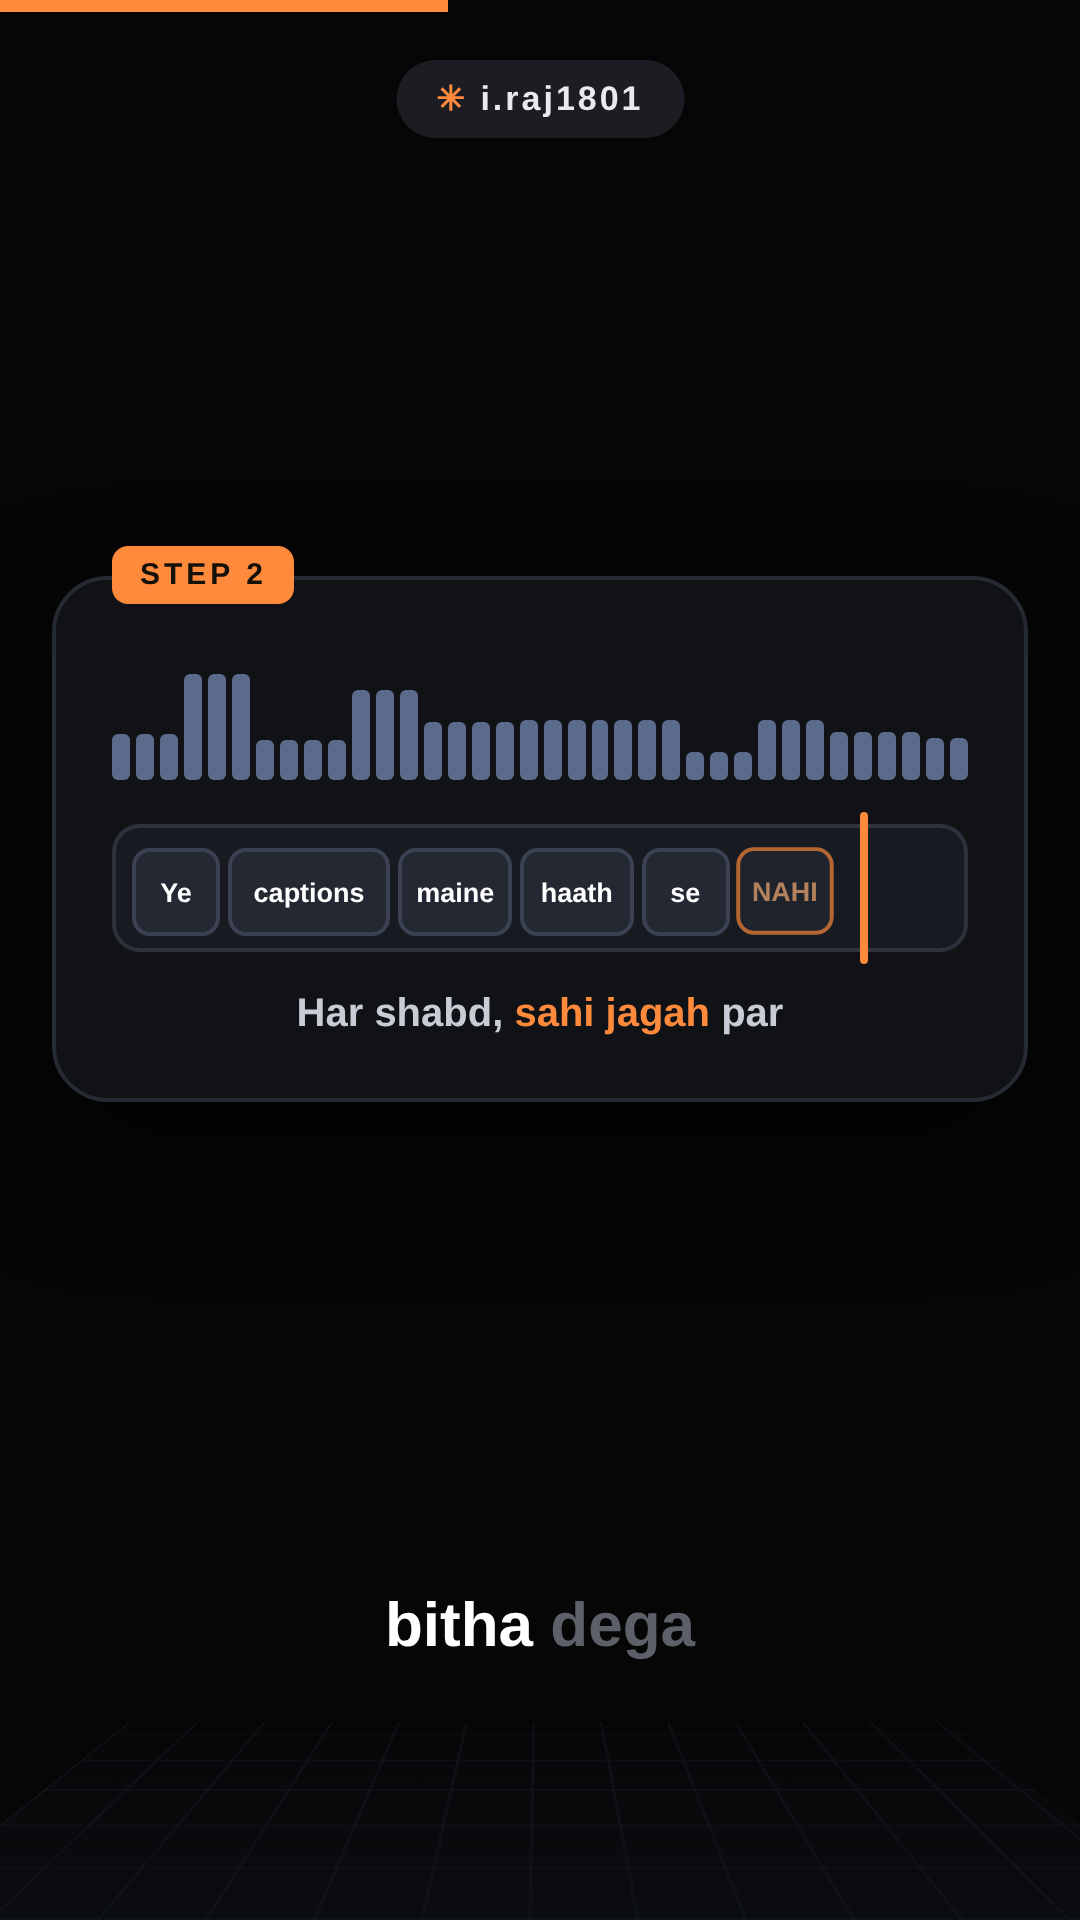 ✳ i.raj1801
STEP 2
Ye captions maine haath se NAHI
Har shabd, sahi jagah par
bitha dega